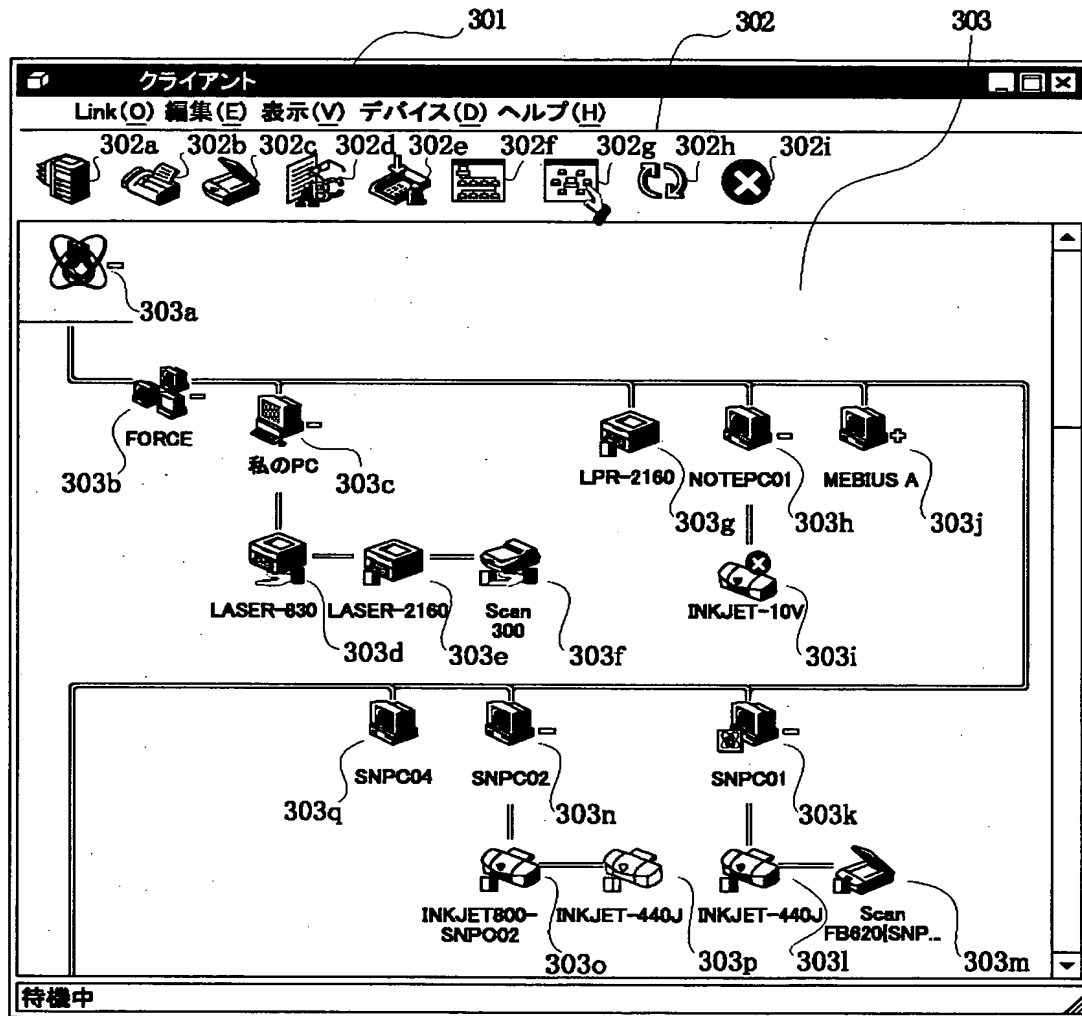 301
302
303
クライアント
Link(O) 編集(E) 表示(V) デバイス(D) ヘルプ(H)
302a 302b 302c 302d 302e 302f 302g 302h 302i
303a
FORCE
303b
私のPC
303c
LPR-2160
303g
NOTEPC01
303h
MEBIUS A
303j
LASER-830
303d
LASER-2160
303e
Scan
300
303f
INKJET-10V
303i
SNPC04
303q
SNPC02
303n
SNPC01
303k
INKJET800-
SNPC02
303o
INKJET-440J
303p
INKJET-440J
303l
Scan
FB620[SNP...
303m
待機中